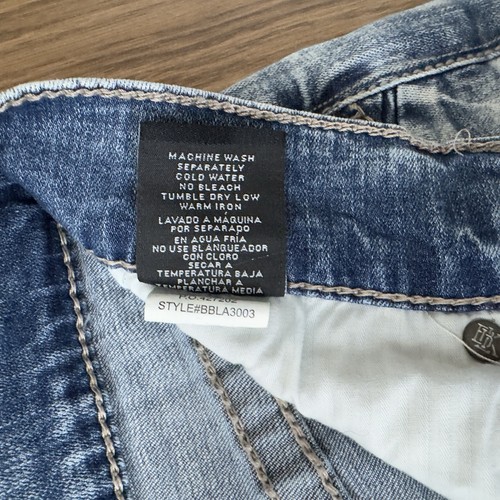 MACHINE WASH
SEPARATELY
COLD WATER
NO BLEACH
TUMBLE DRY LOW
WARM IRON
LAVADO A MÁQUINA
POR SEPARADO
EN AGUA FRÍA
NO USE BLANQUEADOR
CON CLORO
SECAR A
TEMPERATURA BAJA
PLANCHAR A
TEMPERATURA MEDIA
STYLE#BBLA3003